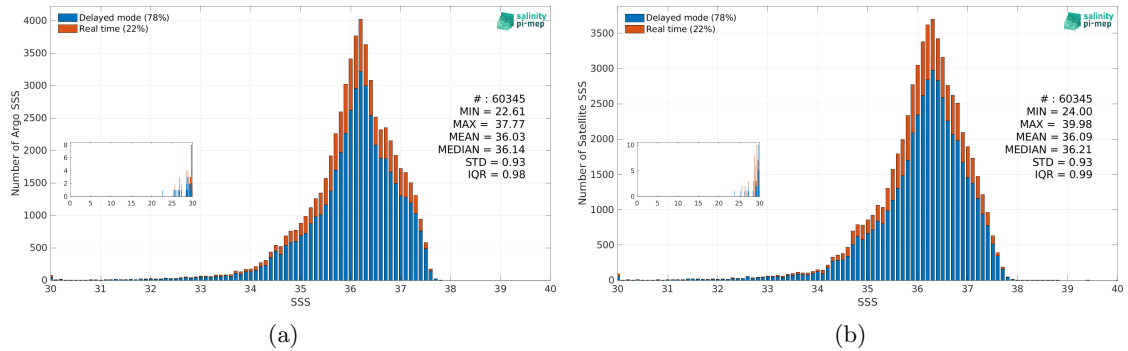 Delayed mode (78%)
Real time (22%)
salinity
pi-mep
4000
3500
3000
2500
2000
1500
1000
500
0
Number of Argo SSS
# : 60345
MIN = 22.61
MAX = 37.77
MEAN = 36.03
MEDIAN = 36.14
STD = 0.93
IQR = 0.98
8
6
4
2
0
0 5 10 15 20 25 30
30 31 32 33 34 35 36 37 38 39 40
SSS
(a)
Delayed mode (78%)
Real time (22%)
salinity
pi-mep
3500
3000
2500
2000
1500
1000
500
0
Number of Satellite SSS
# : 60345
MIN = 24.00
MAX = 39.98
MEAN = 36.09
MEDIAN = 36.21
STD = 0.93
IQR = 0.99
10
5
0
0 5 10 15 20 25 30
30 31 32 33 34 35 36 37 38 39 40
SSS
(b)